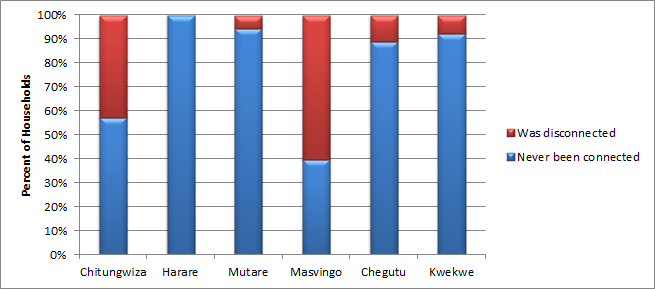 Percent of Households
100%
90%
80%
70%
60%
50%
40%
30%
20%
10%
0%
Chitungwiza Harare Mutare Masvingo Chegutu Kwekwe
Was disconnected
Never been connected